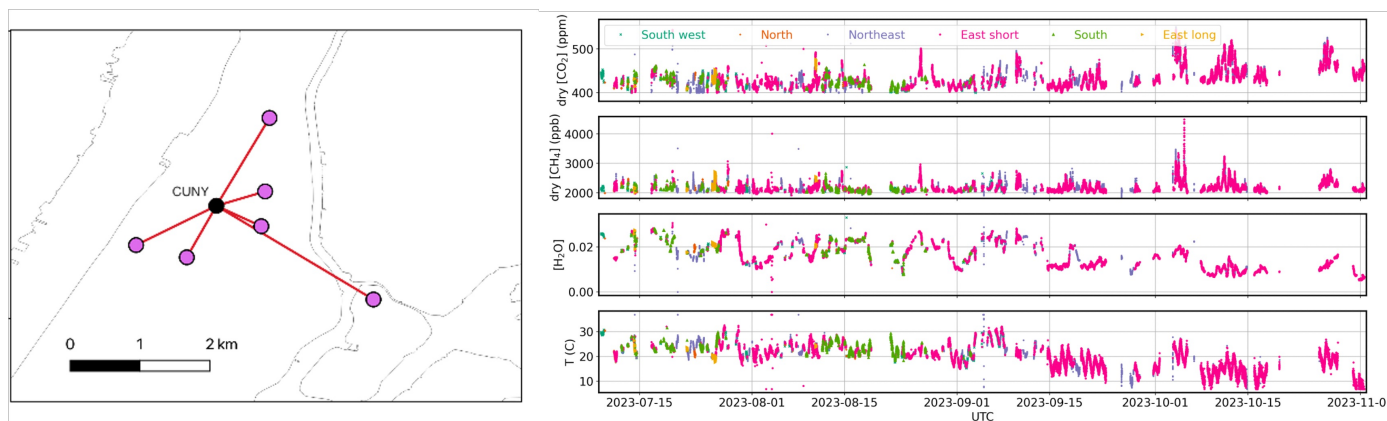 CUNY
0 1 2 km
South west North Northeast East short South East long
dry [CO₂] (ppm)
500
400
dry [CH₄] (ppb)
4000
3000
2000
[H₂O]
0.02
0.00
T (C)
30
20
10
2023-07-15 2023-08-01 2023-08-15 2023-09-01 2023-09-15 2023-10-01 2023-10-15 2023-11-0
UTC